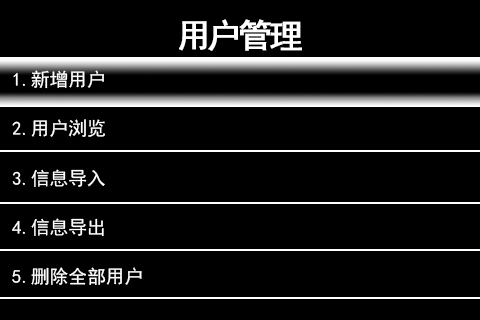 用户管理
1.新增用户
2.用户浏览
3.信息导入
4.信息导出
5.删除全部用户